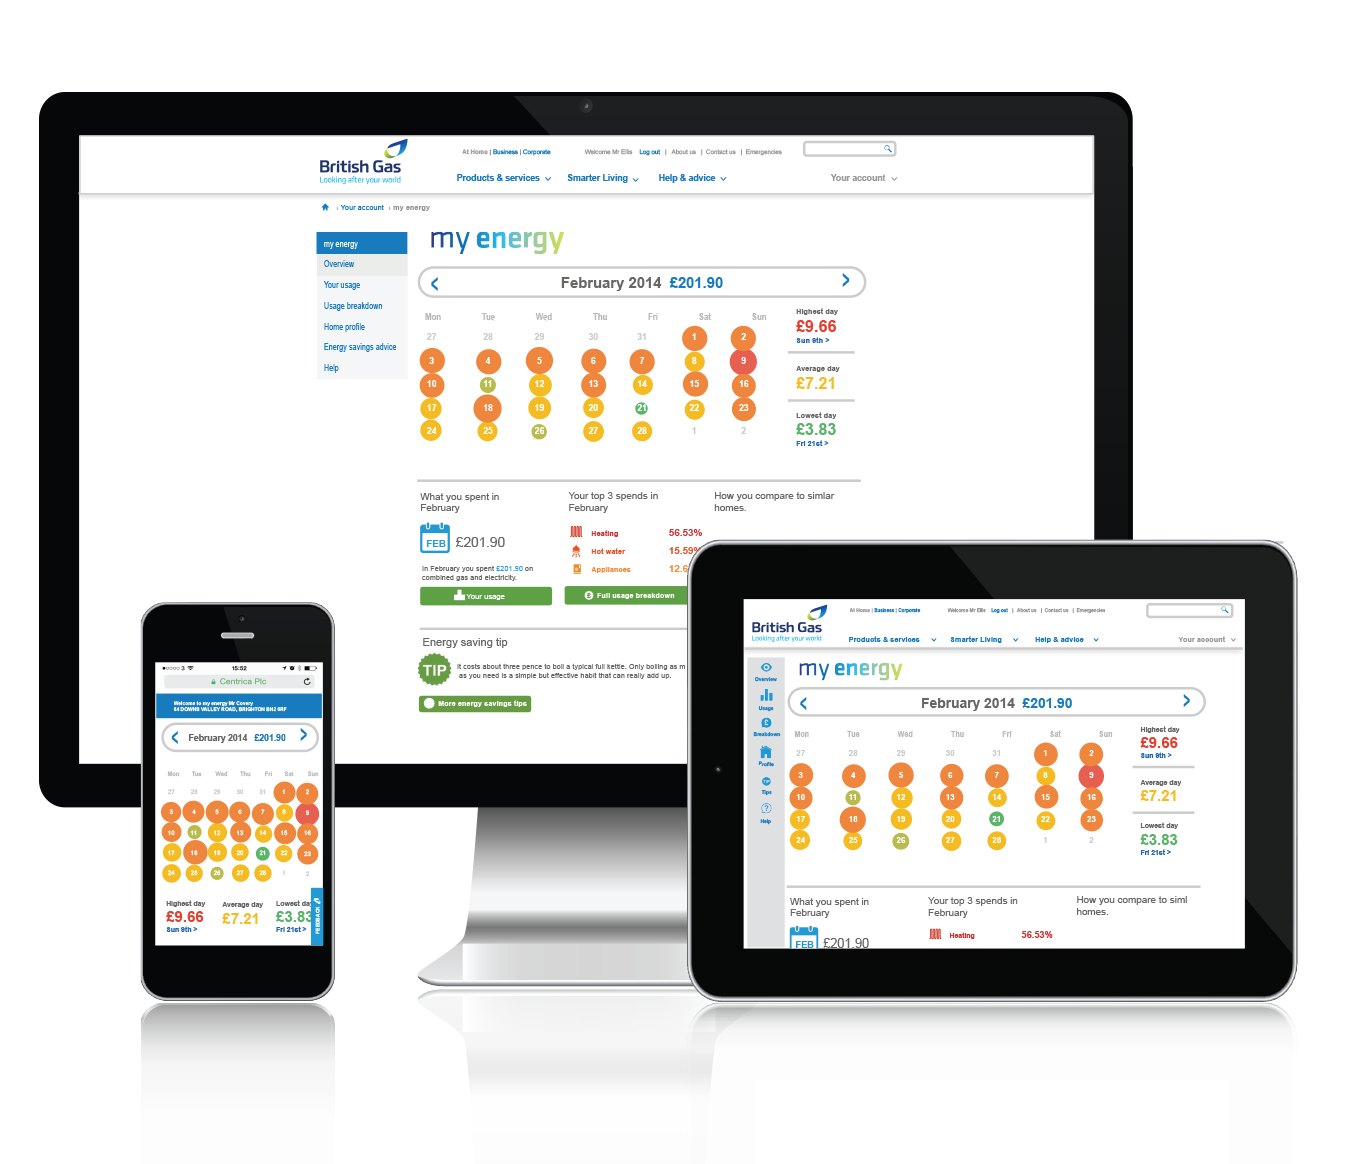 British Gas
Looking after your world
At Home | Business | Corporate
Welcome Mr Ellis Log out | About us | Contact us | Emergencies
Products & services
Smarter Living
Help & advice
Your account
› Your account › my energy
my energy
Overview
Your usage
Usage breakdown
Home profile
Energy savings advice
Help
my energy
< February 2014 £201.90 >
Mon Tue Wed Thu Fri Sat Sun
27 28 29 30 31 1 2
3 4 5 6 7 8 9
10 11 12 13 14 15 16
17 18 19 20 21 22 23
24 25 26 27 28 1 2
Highest day
£9.66
Sun 9th >
Average day
£7.21
Lowest day
£3.83
Fri 21st >
What you spent in
February
FEB £201.90
In February you spent £201.90 on
combined gas and electricity.
Your usage
Your top 3 spends in
February
Heating 56.53%
Hot water 15.59%
Appliances 12.6
£ Full usage breakdown
How you compare to simlar
homes.
Energy saving tip
TIP
It costs about three pence to boil a typical full kettle. Only boiling as m
as you need is a simple but effective habit that can really add up.
More energy savings tips
3 15:52
Centrica Plc
Welcome to my energy Mr Covery
84 DOWNS VALLEY ROAD, BRIGHTON BN2 6RF
< February 2014 £201.90 >
Mon Tue Wed Thu Fri Sat Sun
27 28 29 30 31 1 2
3 4 5 6 7 8 9
10 11 12 13 14 15 16
17 18 19 20 21 22 23
24 25 26 27 28 1 2
Highest day
£9.66
Sun 9th >
Average day
£7.21
Lowest day
£3.83
Fri 21st >
FEEDBACK
British Gas
Looking after your world
At Home | Business | Corporate
Welcome Mr Ellis Log out | About us | Contact us | Emergencies
Products & services
Smarter Living
Help & advice
Your account
Overview
Usage
£
Breakdown
Profile
TIP
Tips
?
Help
my energy
< February 2014 £201.90 >
Mon Tue Wed Thu Fri Sat Sun
27 28 29 30 31 1 2
3 4 5 6 7 8 9
10 11 12 13 14 15 16
17 18 19 20 21 22 23
24 25 26 27 28 1 2
Highest day
£9.66
Sun 9th >
Average day
£7.21
Lowest day
£3.83
Fri 21st >
What you spent in
February
FEB £201.90
Your top 3 spends in
February
Heating 56.53%
How you compare to siml
homes.